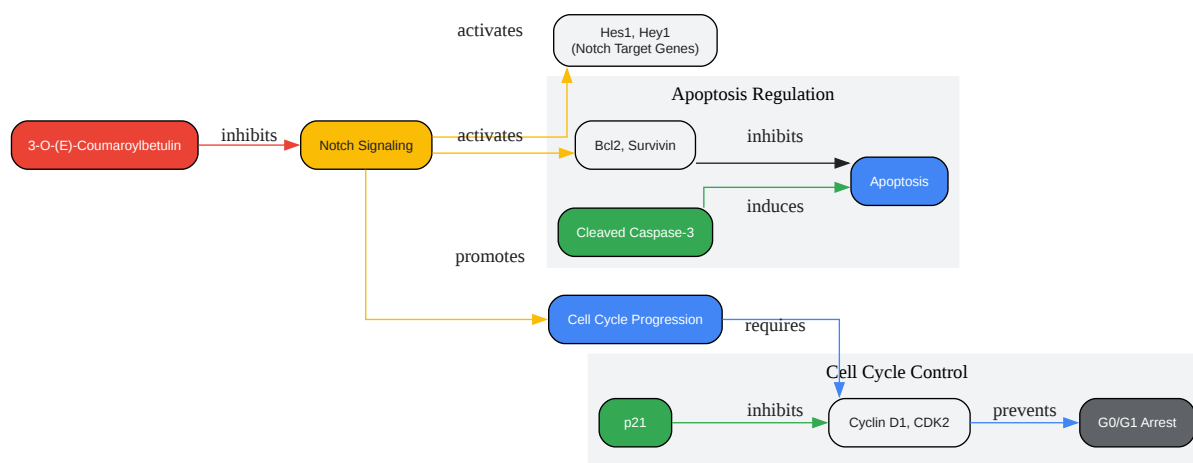 activates
Hes1, Hey1
(Notch Target Genes)
Apoptosis Regulation
3-O-(E)-Coumaroylbetulin
inhibits
Notch Signaling
activates
Bcl2, Survivin
inhibits
Apoptosis
induces
Cleaved Caspase-3
promotes
Cell Cycle Progression
requires
Cell Cycle Control
p21
inhibits
Cyclin D1, CDK2
prevents
G0/G1 Arrest